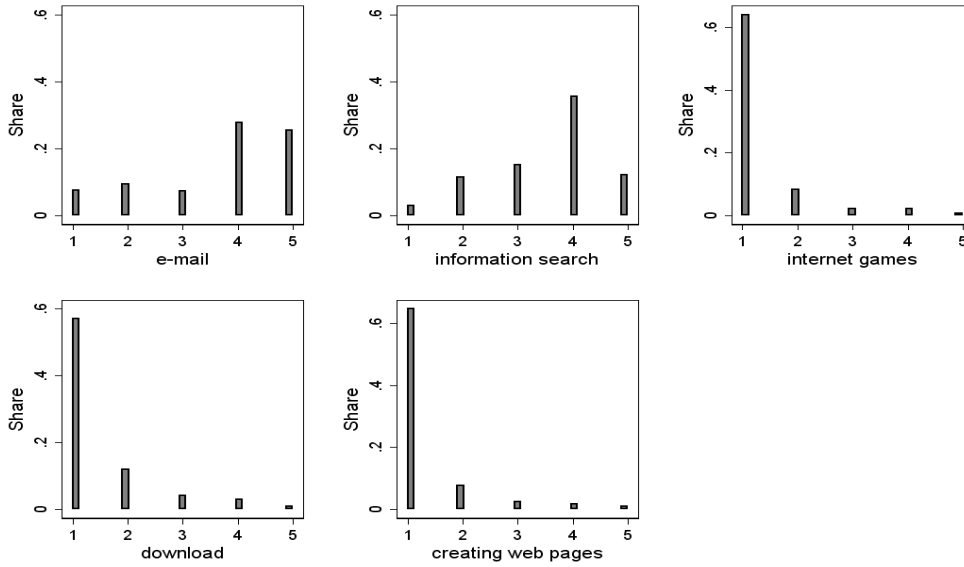 Share
.6
.4
.2
0
1 2 3 4 5
e-mail
Share
.6
.4
.2
0
1 2 3 4 5
information search
Share
.6
.4
.2
0
1 2 3 4 5
internet games
Share
.6
.4
.2
0
1 2 3 4 5
download
Share
.6
.4
.2
0
1 2 3 4 5
creating web pages